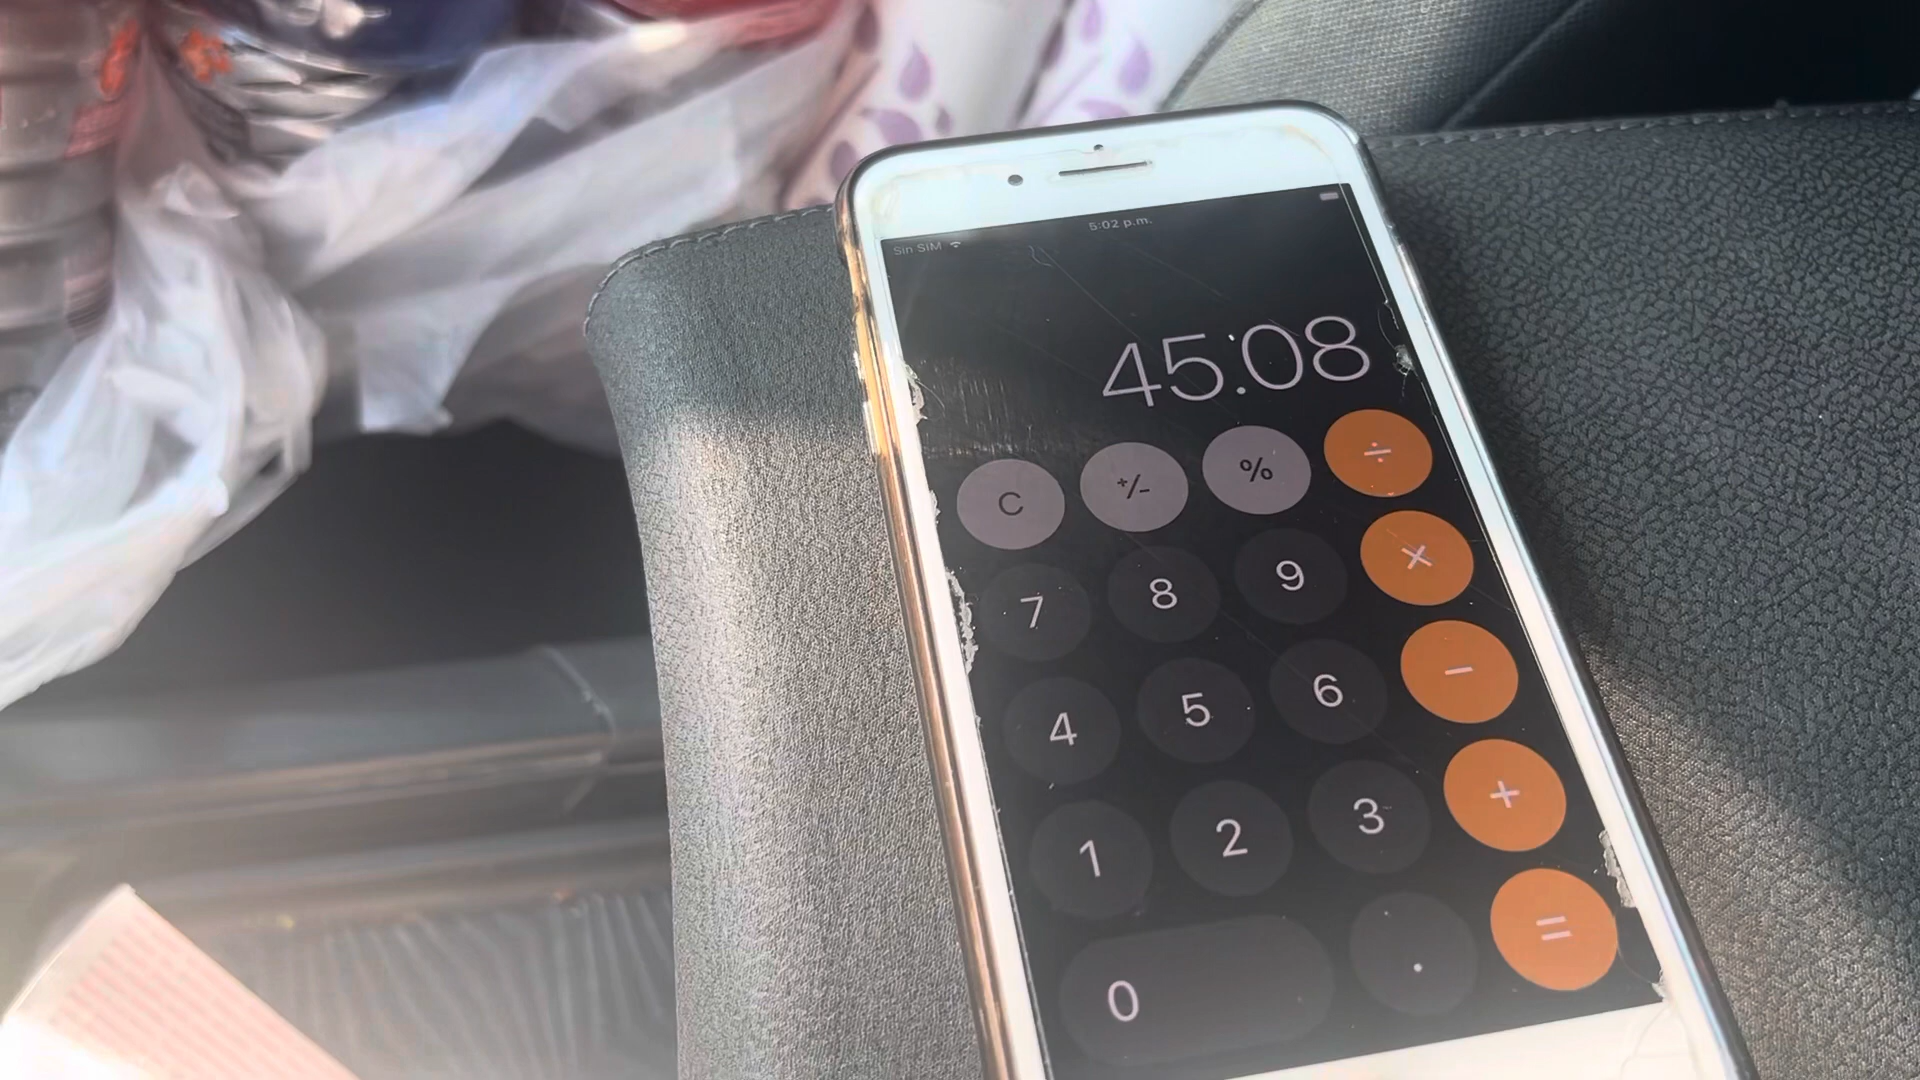 5:02 p.m.
Sin SIM
45.08
C +/- % ÷
7 8 9 ×
4 5 6 −
1 2 3 +
0 . =